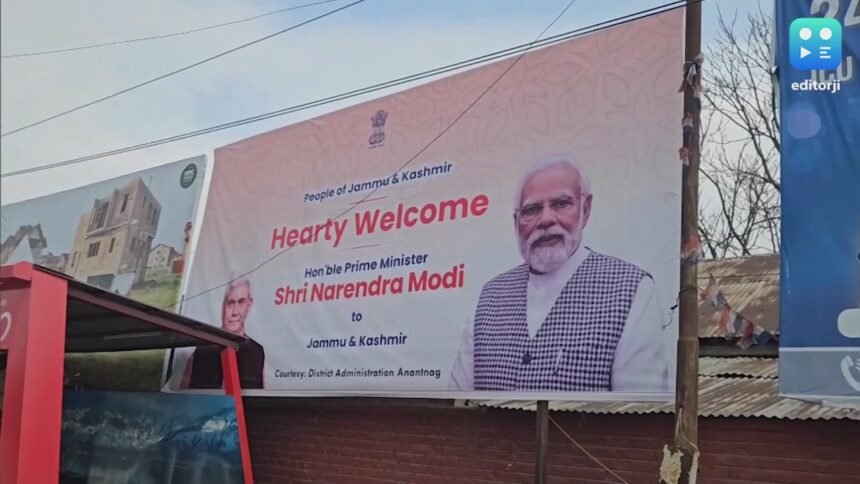 People of Jammu & Kashmir
Hearty Welcome
Hon'ble Prime Minister
Shri Narendra Modi
to
Jammu & Kashmir
Courtesy: District Administration Anantnag
editorji
ICU